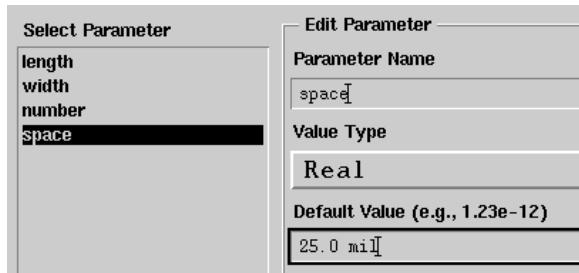 Select Parameter
length
width
number
space
Edit Parameter
Parameter Name
space
Value Type
Real
Default Value (e.g., 1.23e-12)
25.0 mil